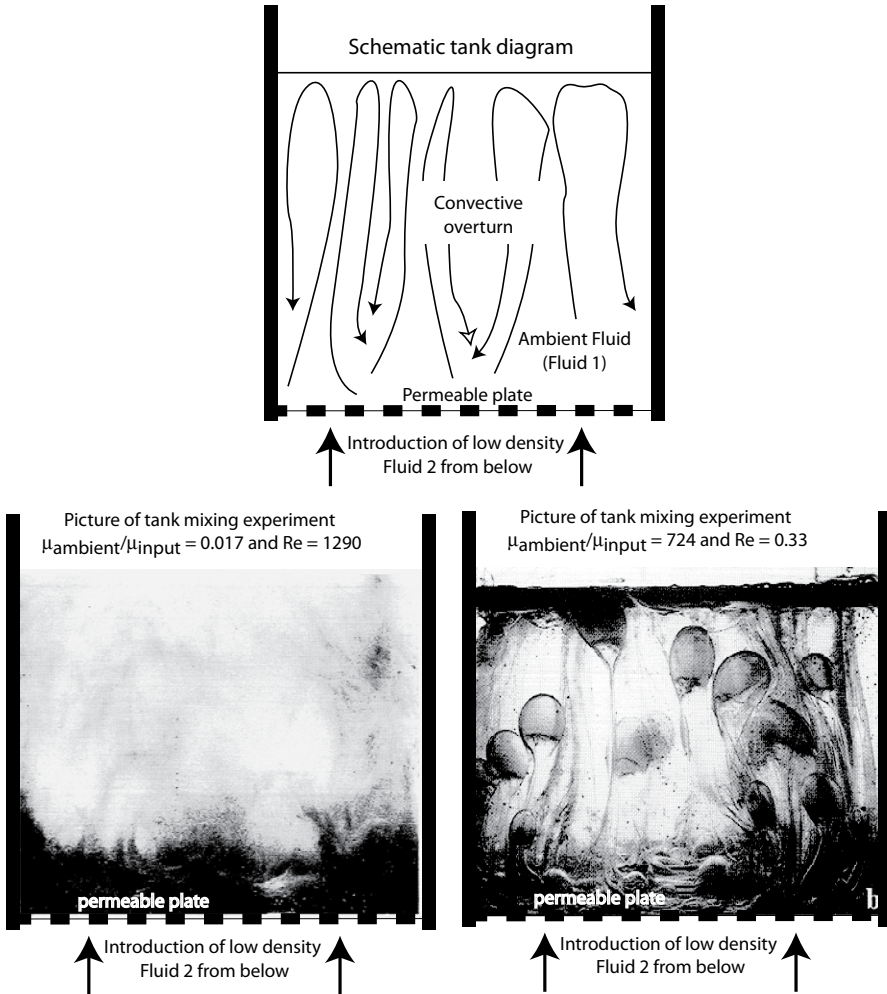 Schematic tank diagram
Convective
overturn
Ambient Fluid
(Fluid 1)
Permeable plate
Introduction of low density
Fluid 2 from below
Picture of tank mixing experiment
μambient/μinput = 0.017 and Re = 1290
permeable plate
Introduction of low density
Fluid 2 from below
Picture of tank mixing experiment
μambient/μinput = 724 and Re = 0.33
permeable plate
b
Introduction of low density
Fluid 2 from below